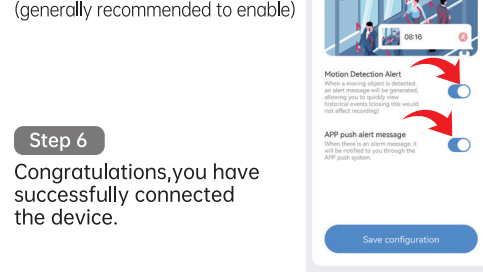 (generally recommended to enable)
08:16
Motion Detection Alert
When a moving object is detected,
an alert message will be generated,
allowing you to quickly view
historical events (closing this would
not affect recording)
APP push alert message
When there is an alarm message, it
will be notified to you through the
APP push system.
Step 6
Congratulations,you have
successfully connected
the device.
Save configuration